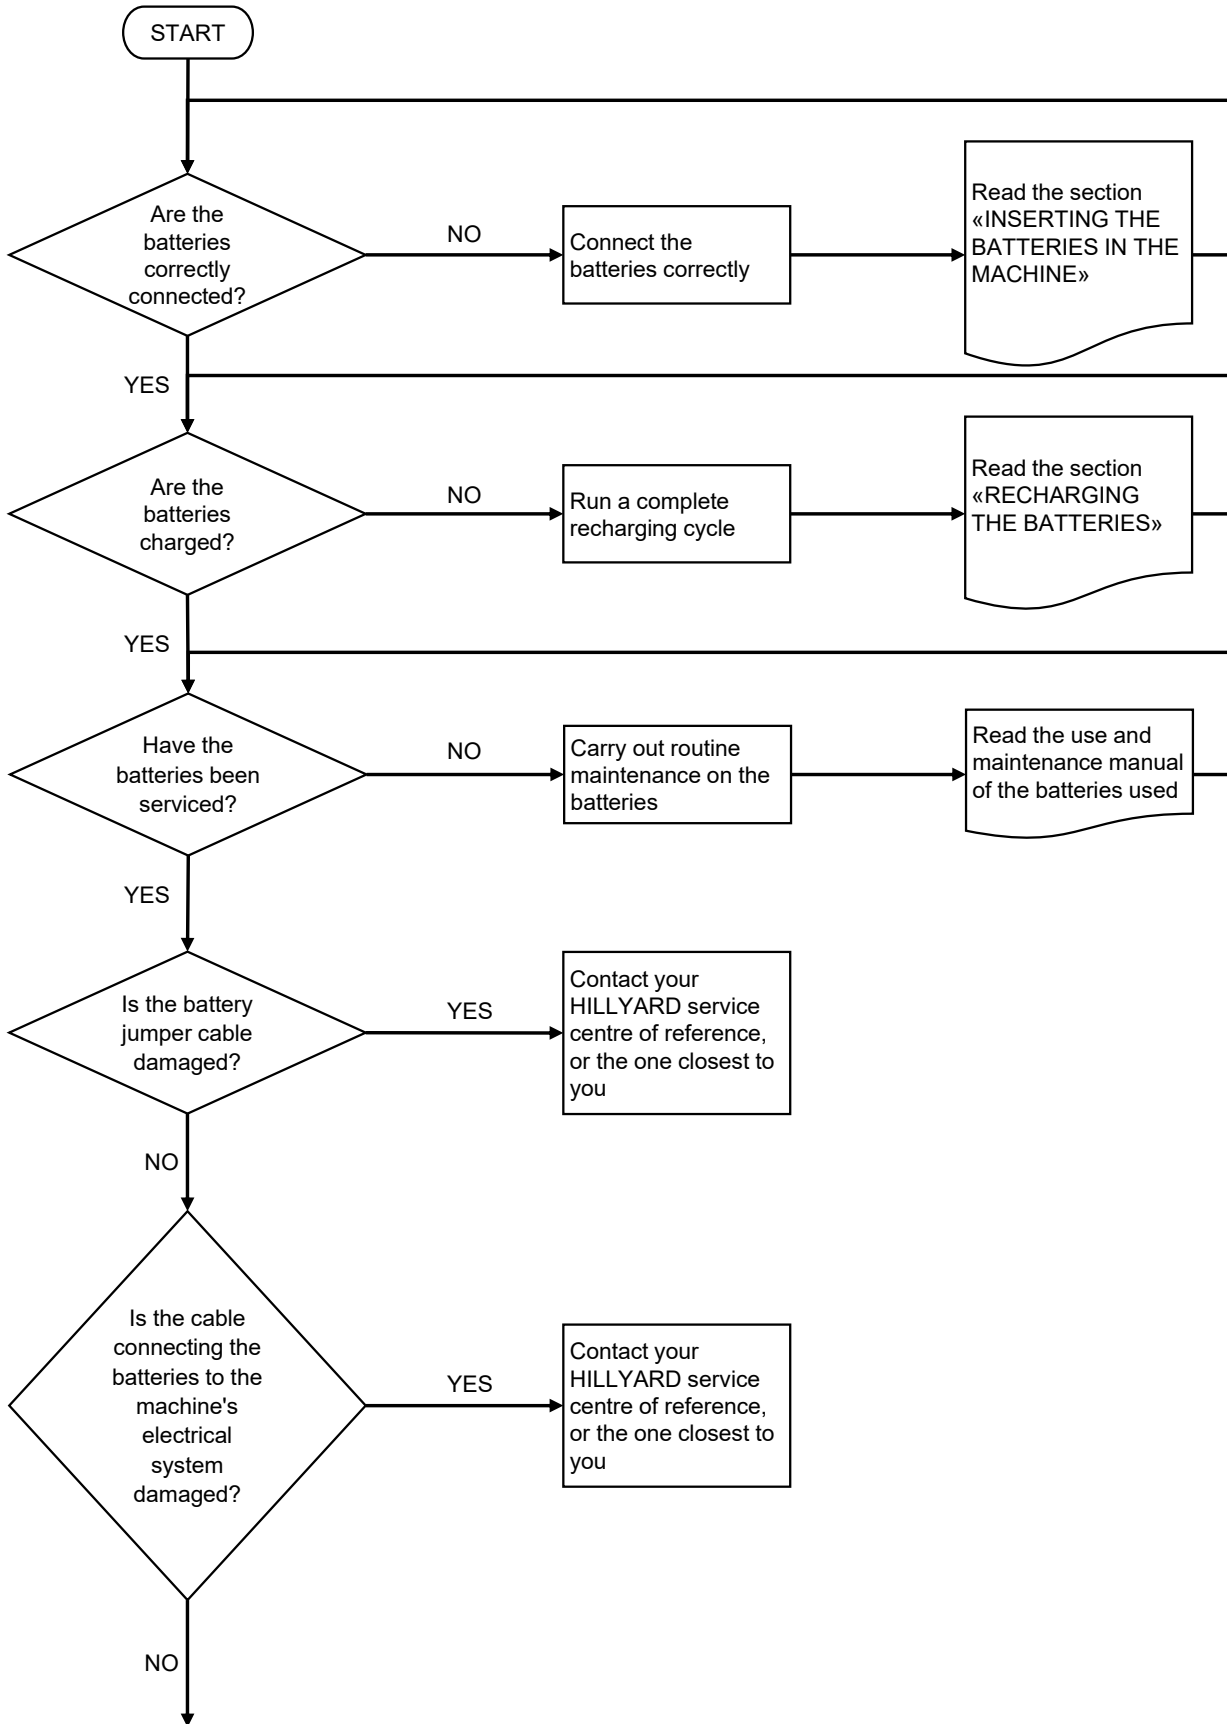 START
Are the
batteries
correctly
connected?
NO
Connect the
batteries correctly
Read the section
«INSERTING THE
BATTERIES IN THE
MACHINE»
YES
Are the
batteries
charged?
NO
Run a complete
recharging cycle
Read the section
«RECHARGING
THE BATTERIES»
YES
Have the
batteries been
serviced?
NO
Carry out routine
maintenance on the
batteries
Read the use and
maintenance manual
of the batteries used
YES
Is the battery
jumper cable
damaged?
YES
Contact your
HILLYARD service
centre of reference,
or the one closest to
you
NO
Is the cable
connecting the
batteries to the
machine's
electrical
system
damaged?
YES
Contact your
HILLYARD service
centre of reference,
or the one closest to
you
NO